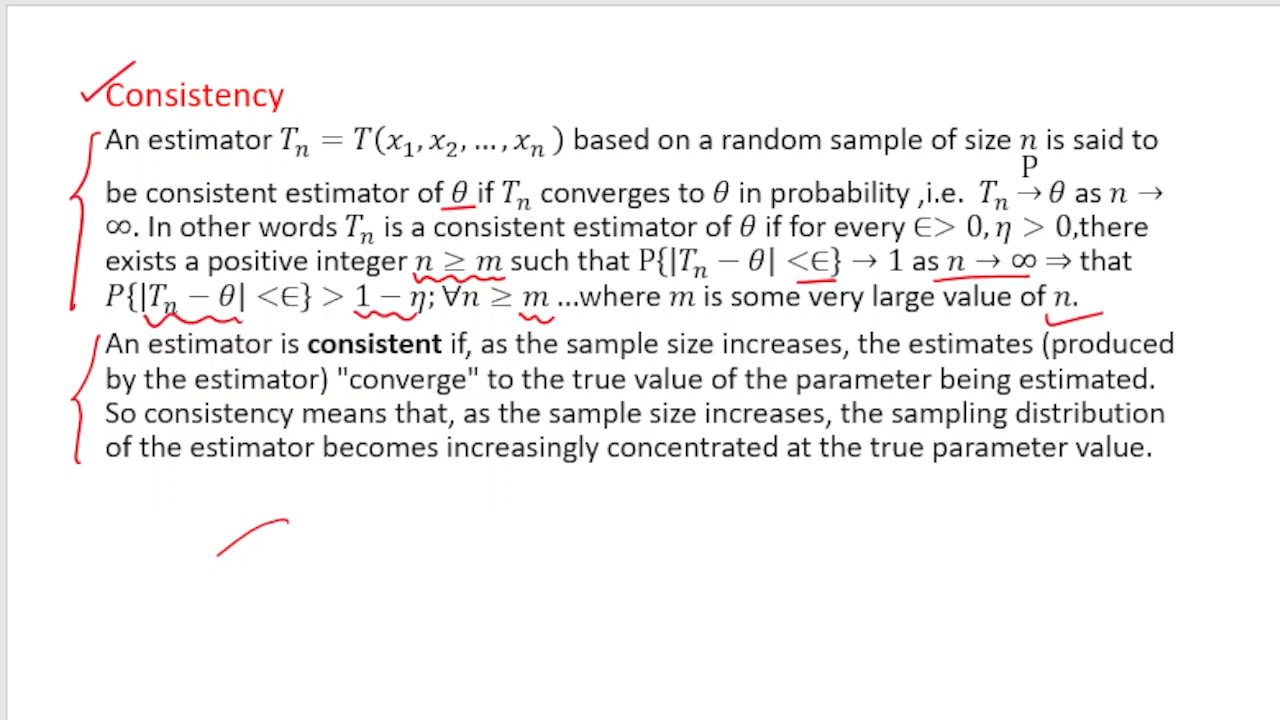 Consistency
An estimator Tₙ = T(x₁, x₂, ..., xₙ) based on a random sample of size n is said to
be consistent estimator of θ if Tₙ converges to θ in probability ,i.e. Tₙ →ᴾ θ as n →
∞. In other words Tₙ is a consistent estimator of θ if for every ∈> 0, η > 0,there
exists a positive integer n ≥ m such that P{|Tₙ − θ| <∈} → 1 as n → ∞ ⇒ that
P{|Tₙ − θ| <∈} > 1 − η; ∀n ≥ m ...where m is some very large value of n.
An estimator is consistent if, as the sample size increases, the estimates (produced
by the estimator) "converge" to the true value of the parameter being estimated.
So consistency means that, as the sample size increases, the sampling distribution
of the estimator becomes increasingly concentrated at the true parameter value.